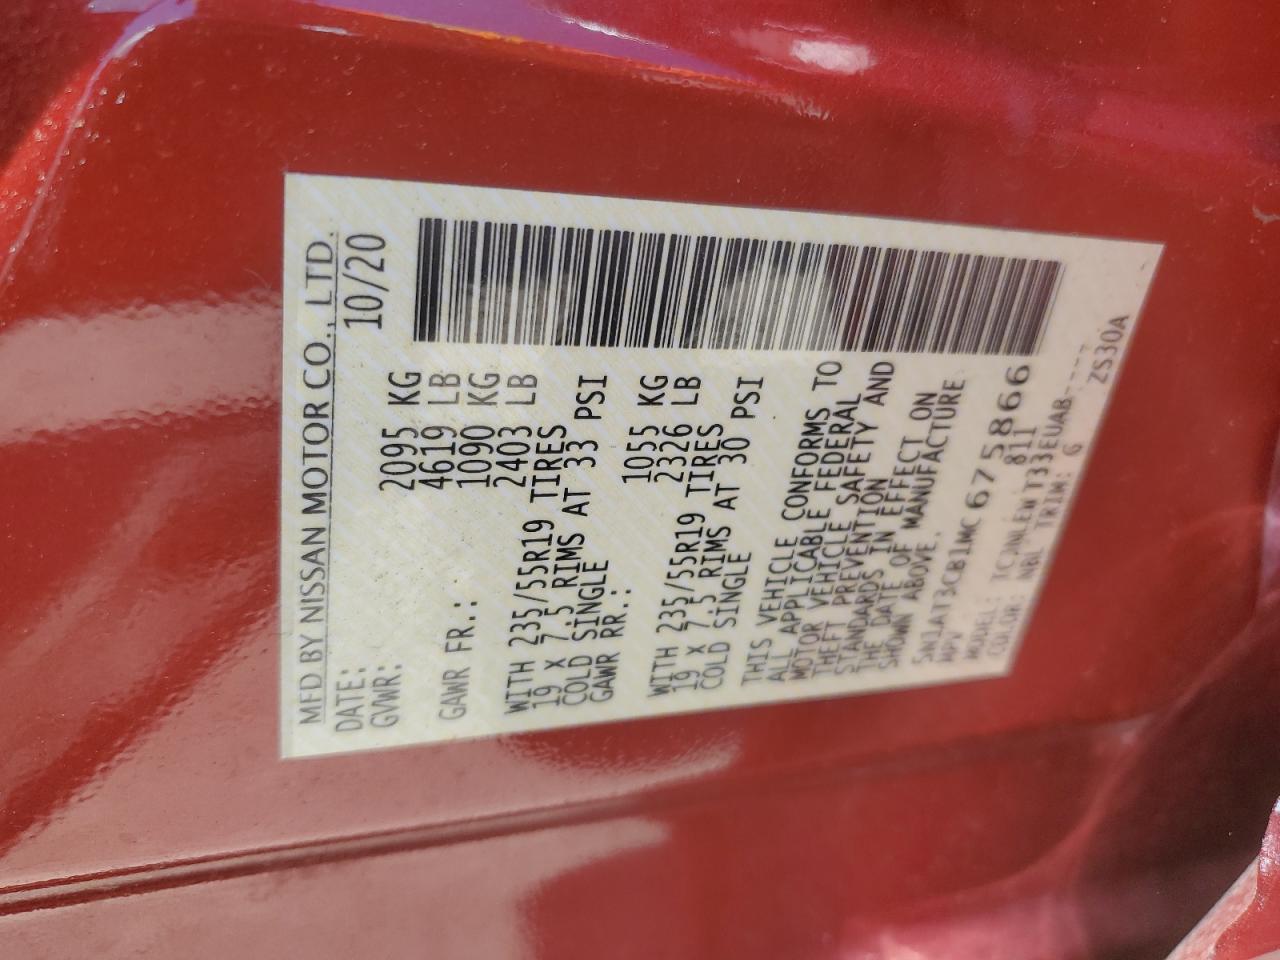 MFD BY NISSAN MOTOR CO., LTD.
DATE: 10/20
GVWR: 2095 KG
4619 LB
GAWR FR.: 1090 KG
2403 LB
WITH 235/55R19 TIRES
19 X 7.5 RIMS AT 33 PSI
COLD SINGLE
GAWR RR.: 1055 KG
2326 LB
WITH 235/55R19 TIRES
19 X 7.5 RIMS AT 30 PSI
COLD SINGLE
THIS VEHICLE CONFORMS TO
ALL APPLICABLE FEDERAL
MOTOR VEHICLE SAFETY AND
THEFT PREVENTION
STANDARDS IN EFFECT ON
THE DATE OF MANUFACTURE
SHOWN ABOVE.
5N1AT3CB1MC675866
MPV 811
MODEL: T33EUAB-----
COLOR: NBL TRIM: G
ZS30A